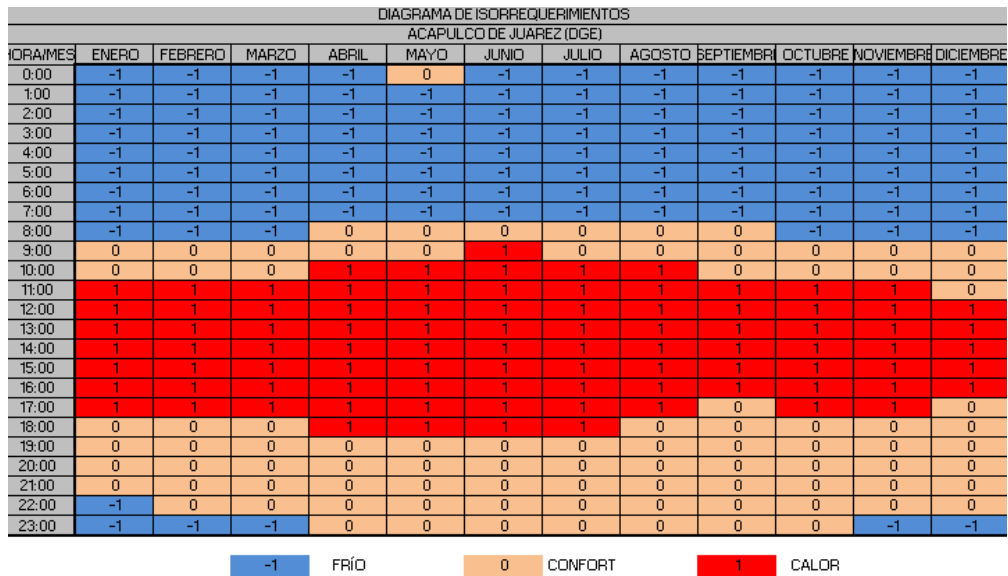 DIAGRAMA DE ISORREQUERIMIENTOS
ACAPULCO DE JUAREZ (DGE)
HORA/MES ENERO FEBRERO MARZO ABRIL MAYO JUNIO JULIO AGOSTO SEPTIEMBRE OCTUBRE NOVIEMBRE DICIEMBRE
0:00 -1 -1 -1 -1 0 -1 -1 -1 -1 -1 -1 -1
1:00 -1 -1 -1 -1 -1 -1 -1 -1 -1 -1 -1 -1
2:00 -1 -1 -1 -1 -1 -1 -1 -1 -1 -1 -1 -1
3:00 -1 -1 -1 -1 -1 -1 -1 -1 -1 -1 -1 -1
4:00 -1 -1 -1 -1 -1 -1 -1 -1 -1 -1 -1 -1
5:00 -1 -1 -1 -1 -1 -1 -1 -1 -1 -1 -1 -1
6:00 -1 -1 -1 -1 -1 -1 -1 -1 -1 -1 -1 -1
7:00 -1 -1 -1 -1 -1 -1 -1 -1 -1 -1 -1 -1
8:00 -1 -1 -1 0 0 0 0 0 0 -1 -1 -1
9:00 0 0 0 0 0 1 0 0 0 0 0 0
10:00 0 0 0 1 1 1 1 1 0 0 0 0
11:00 1 1 1 1 1 1 1 1 1 1 1 0
12:00 1 1 1 1 1 1 1 1 1 1 1 1
13:00 1 1 1 1 1 1 1 1 1 1 1 1
14:00 1 1 1 1 1 1 1 1 1 1 1 1
15:00 1 1 1 1 1 1 1 1 1 1 1 1
16:00 1 1 1 1 1 1 1 1 1 1 1 1
17:00 1 1 1 1 1 1 1 1 0 1 1 0
18:00 0 0 0 1 1 1 1 0 0 0 0 0
19:00 0 0 0 0 0 0 0 0 0 0 0 0
20:00 0 0 0 0 0 0 0 0 0 0 0 0
21:00 0 0 0 0 0 0 0 0 0 0 0 0
22:00 -1 0 0 0 0 0 0 0 0 0 0 0
23:00 -1 -1 -1 0 0 0 0 0 0 0 -1 -1
-1 FRÍO 0 CONFORT 1 CALOR